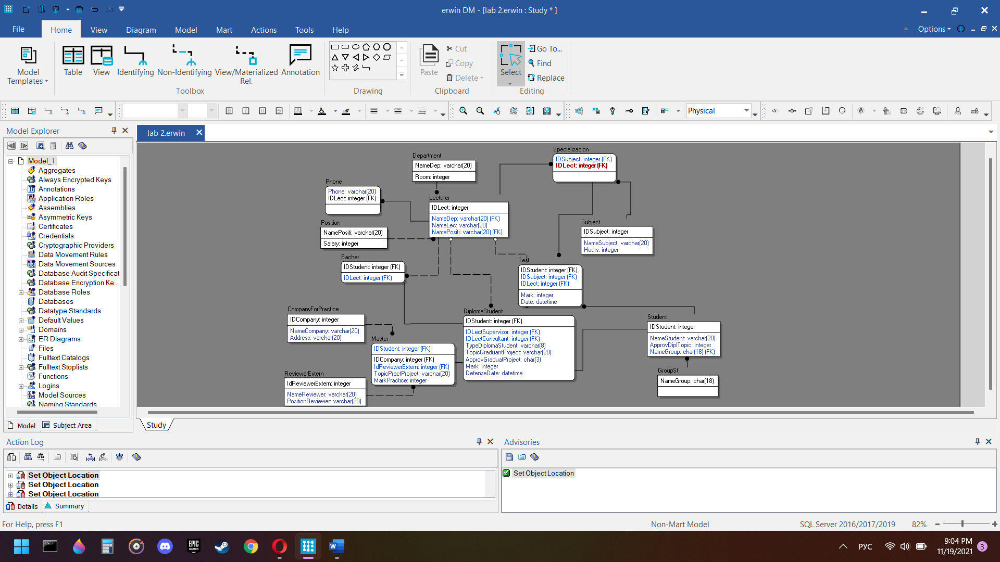 erwin DM - [lab 2.erwin : Study * ]
File
Home
View
Diagram
Model
Mart
Actions
Tools
Help
Options
Model
Templates
Table
View
Identifying
Non-Identifying
View/Materialized
Rel.
Annotation
Toolbox
Drawing
Paste
Cut
Copy
Delete
Clipboard
Select
Go To...
Find
Replace
Editing
B
I
U
S
A
Physical
Model Explorer
Model_1
Aggregates
Always Encrypted Keys
Annotations
Application Roles
Assemblies
Asymmetric Keys
Certificates
Credentials
Cryptographic Providers
Data Movement Rules
Data Movement Sources
Database Audit Specificat
Database Encryption Ke...
Database Roles
Databases
Datatype Standards
Default Values
Domains
ER Diagrams
Files
Fulltext Catalogs
Fulltext Stoplists
Functions
Logins
Model Sources
Naming Standards
Model
Subject Area
lab 2.erwin
Department
NameDep: varchar(20)
Room: integer
Specializacion
IDSubject: integer (FK)
IDLect: integer (FK)
Phone
Phone: varchar(20)
IDLect: integer (FK)
Lecturer
IDLect: integer
NameDep: varchar(20) (FK)
NameLec: varchar(20)
NamePositi: varchar(20) (FK)
Position
NamePositi: varchar(20)
Salary: integer
Subject
IDSubject: integer
NameSubject: varchar(20)
Hours: integer
Bacher
IDStudent: integer (FK)
IDLect: integer (FK)
Test
IDStudent: integer (FK)
IDSubject: integer (FK)
IDLect: integer (FK)
Mark: integer
Date: datetime
CompanyForPractice
IDCompany: integer
NameCompany: varchar(20)
Address: varchar(20)
DiplomaStudent
IDStudent: integer (FK)
IDLectSupervisor: integer (FK)
IDLectConsultant: integer (FK)
TypeDiplomaStudent: varchar(8)
TopicGraduantProject: varchar(20)
ApprovGraduatProject: char(3)
Mark: integer
DefenseDate: datetime
Student
IDStudent: integer
NameStudent: varchar(20)
ApprovDiplTopic: integer
NameGroup: char(18) (FK)
Master
IDStudent: integer (FK)
IDCompany: integer (FK)
IdReviewerExtern: integer (FK)
TopicPractProject: varchar(20)
MarkPractice: integer
GroupSt
NameGroup: char(18)
ReviewerExtern
IdReviewerExtern: integer
NameReviewer: varchar(20)
PositionReviewer: varchar(20)
Study
Action Log
Set Object Location
Set Object Location
Set Object Location
Details
Summary
Advisories
Set Object Location
For Help, press F1
Non-Mart Model
SQL Server 2016/2017/2019
82%
EPIC
GAMES
W
РУС
9:04 PM
11/19/2021
3